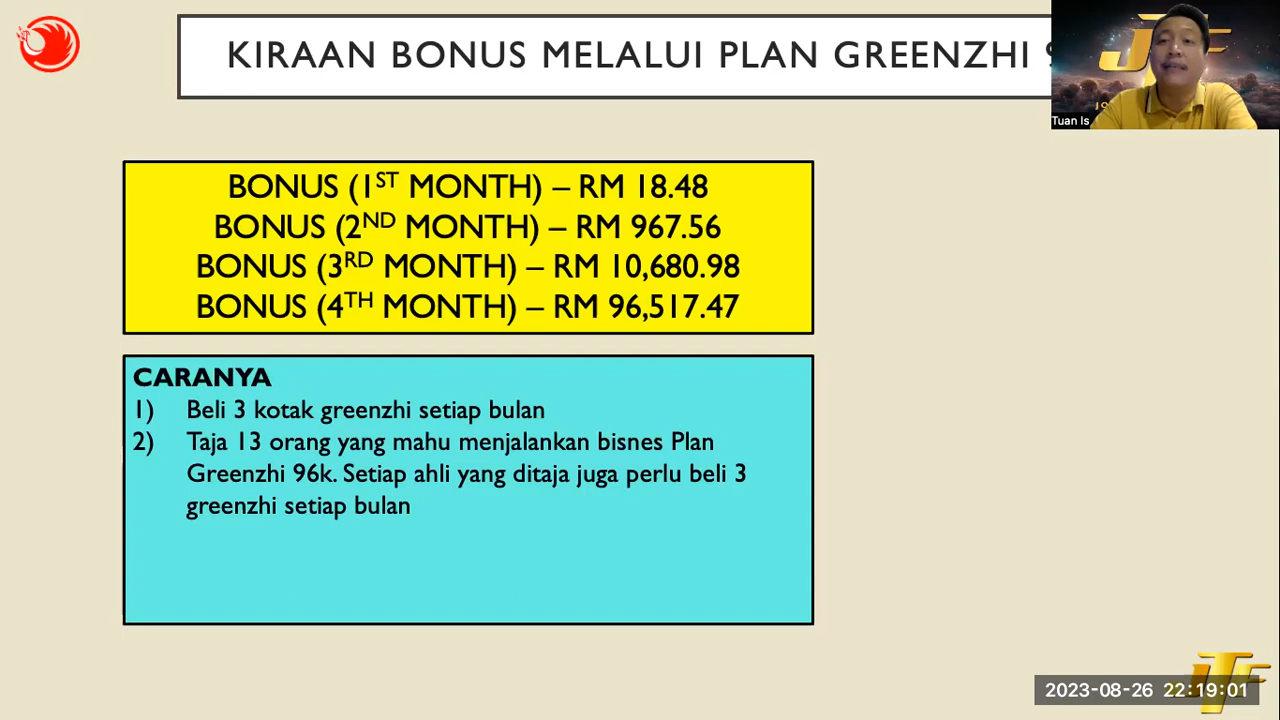 KIRAAN BONUS MELALUI PLAN GREENZHI
Tuan Is
BONUS (1ST MONTH) – RM 18.48
BONUS (2ND MONTH) – RM 967.56
BONUS (3RD MONTH) – RM 10,680.98
BONUS (4TH MONTH) – RM 96,517.47
CARANYA
1) Beli 3 kotak greenzhi setiap bulan
2) Taja 13 orang yang mahu menjalankan bisnes Plan
Greenzhi 96k. Setiap ahli yang ditaja juga perlu beli 3
greenzhi setiap bulan
2023-08-26 22:19:01